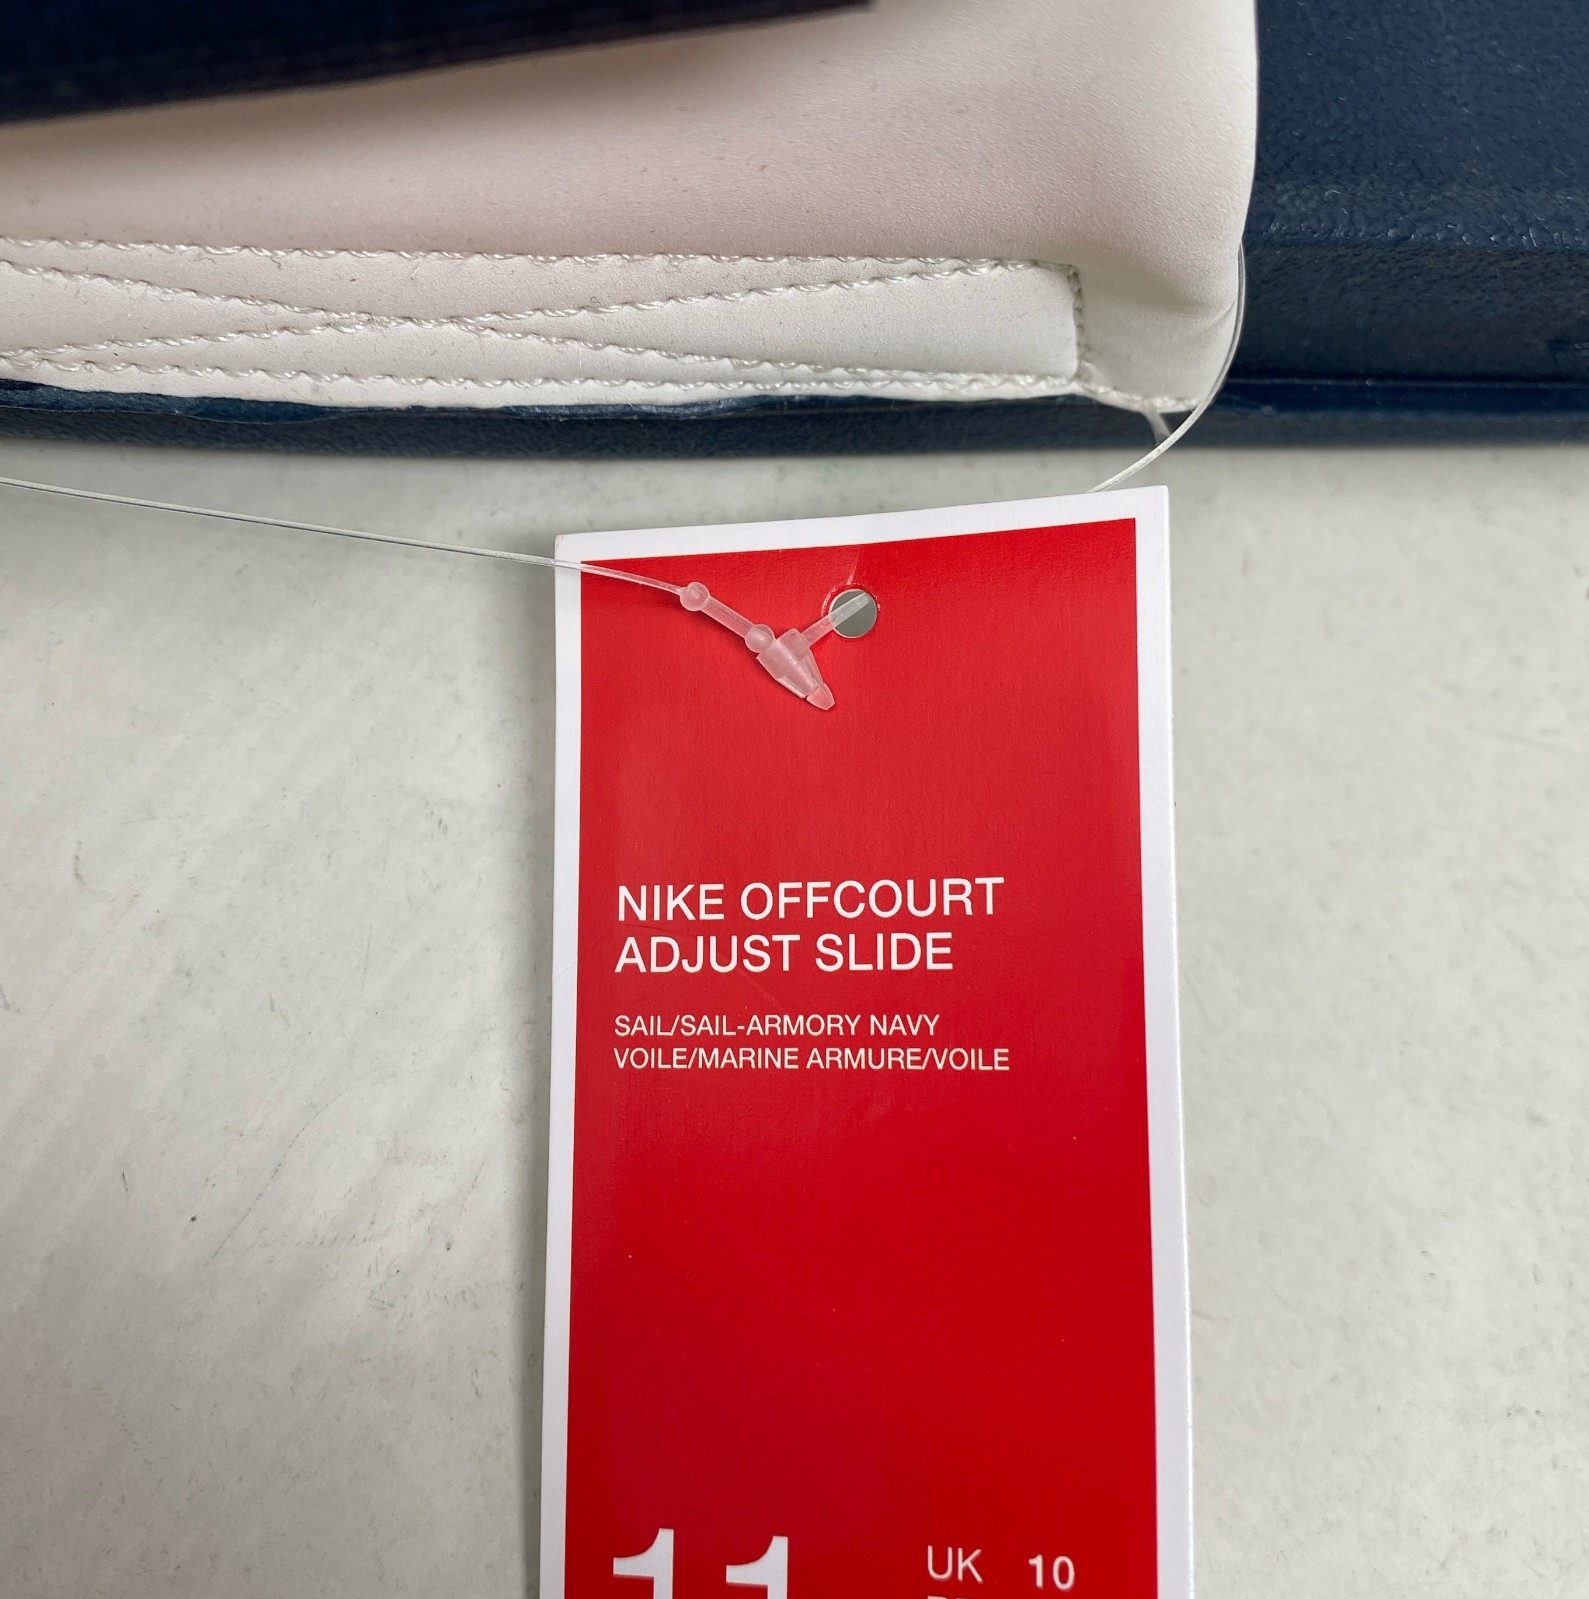 NIKE OFFCOURT
ADJUST SLIDE
SAIL/SAIL-ARMORY NAVY
VOILE/MARINE ARMURE/VOILE
11 UK 10